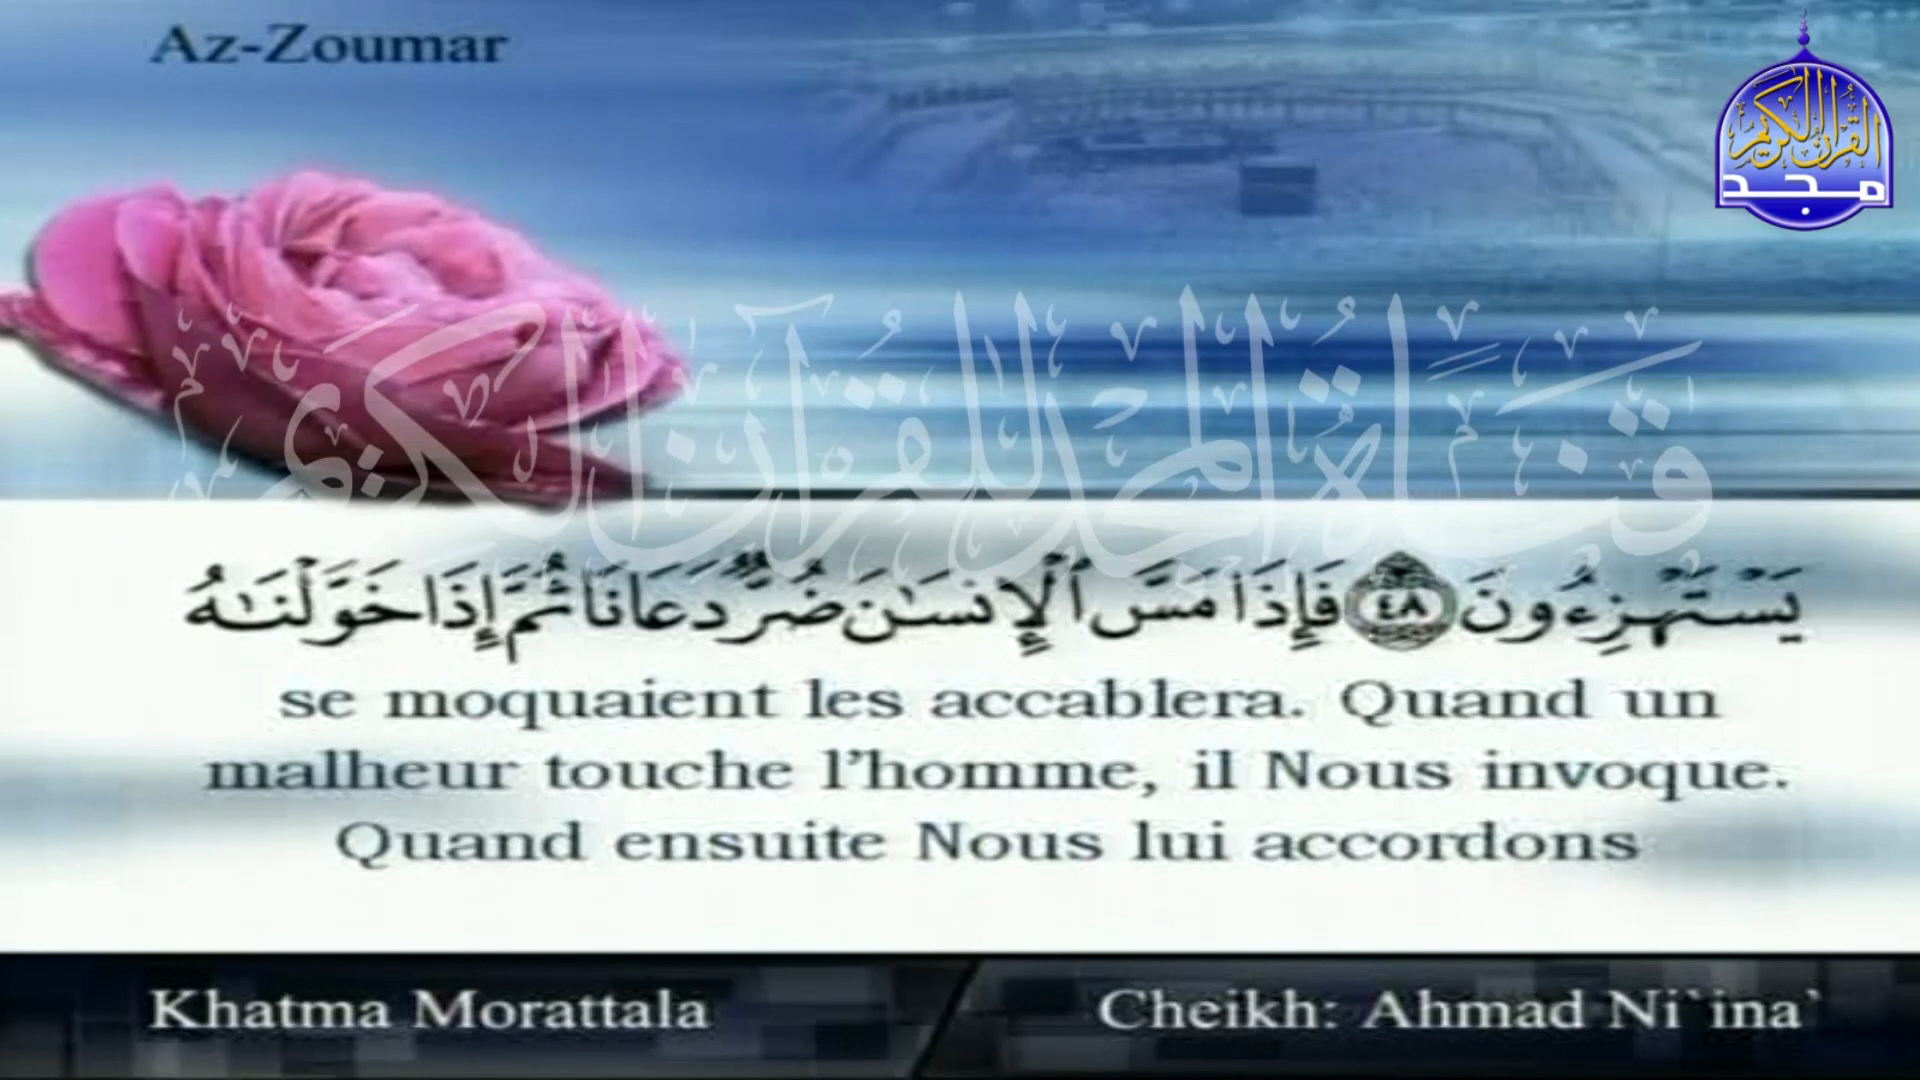 Az-Zoumar
القرآن الكريم
مجد
قناة المجد للقرآن الكريم
يَسْتَهْزِءُونَ ٤٨ فَإِذَا مَسَّ ٱلْإِنسَـٰنَ ضُرٌّ دَعَانَا ثُمَّ إِذَا خَوَّلْنَـٰهُ
se moquaient les accablera. Quand un
malheur touche l'homme, il Nous invoque.
Quand ensuite Nous lui accordons
Khatma Morattala
Cheikh: Ahmad Ni`ina`